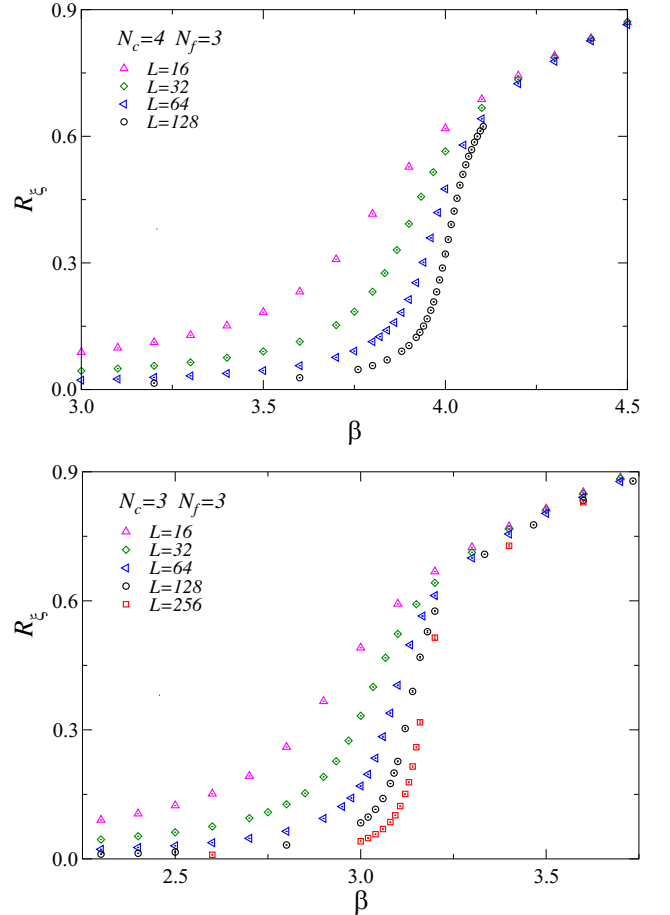 0.9
N_c=4 N_f=3
L=16
L=32
L=64
L=128
0.6
R_ξ
0.3
0.0
3.0 3.5 4.0 4.5
β
0.9
N_c=3 N_f=3
L=16
L=32
L=64
L=128
L=256
0.6
R_ξ
0.3
0.0
2.5 3.0 3.5
β